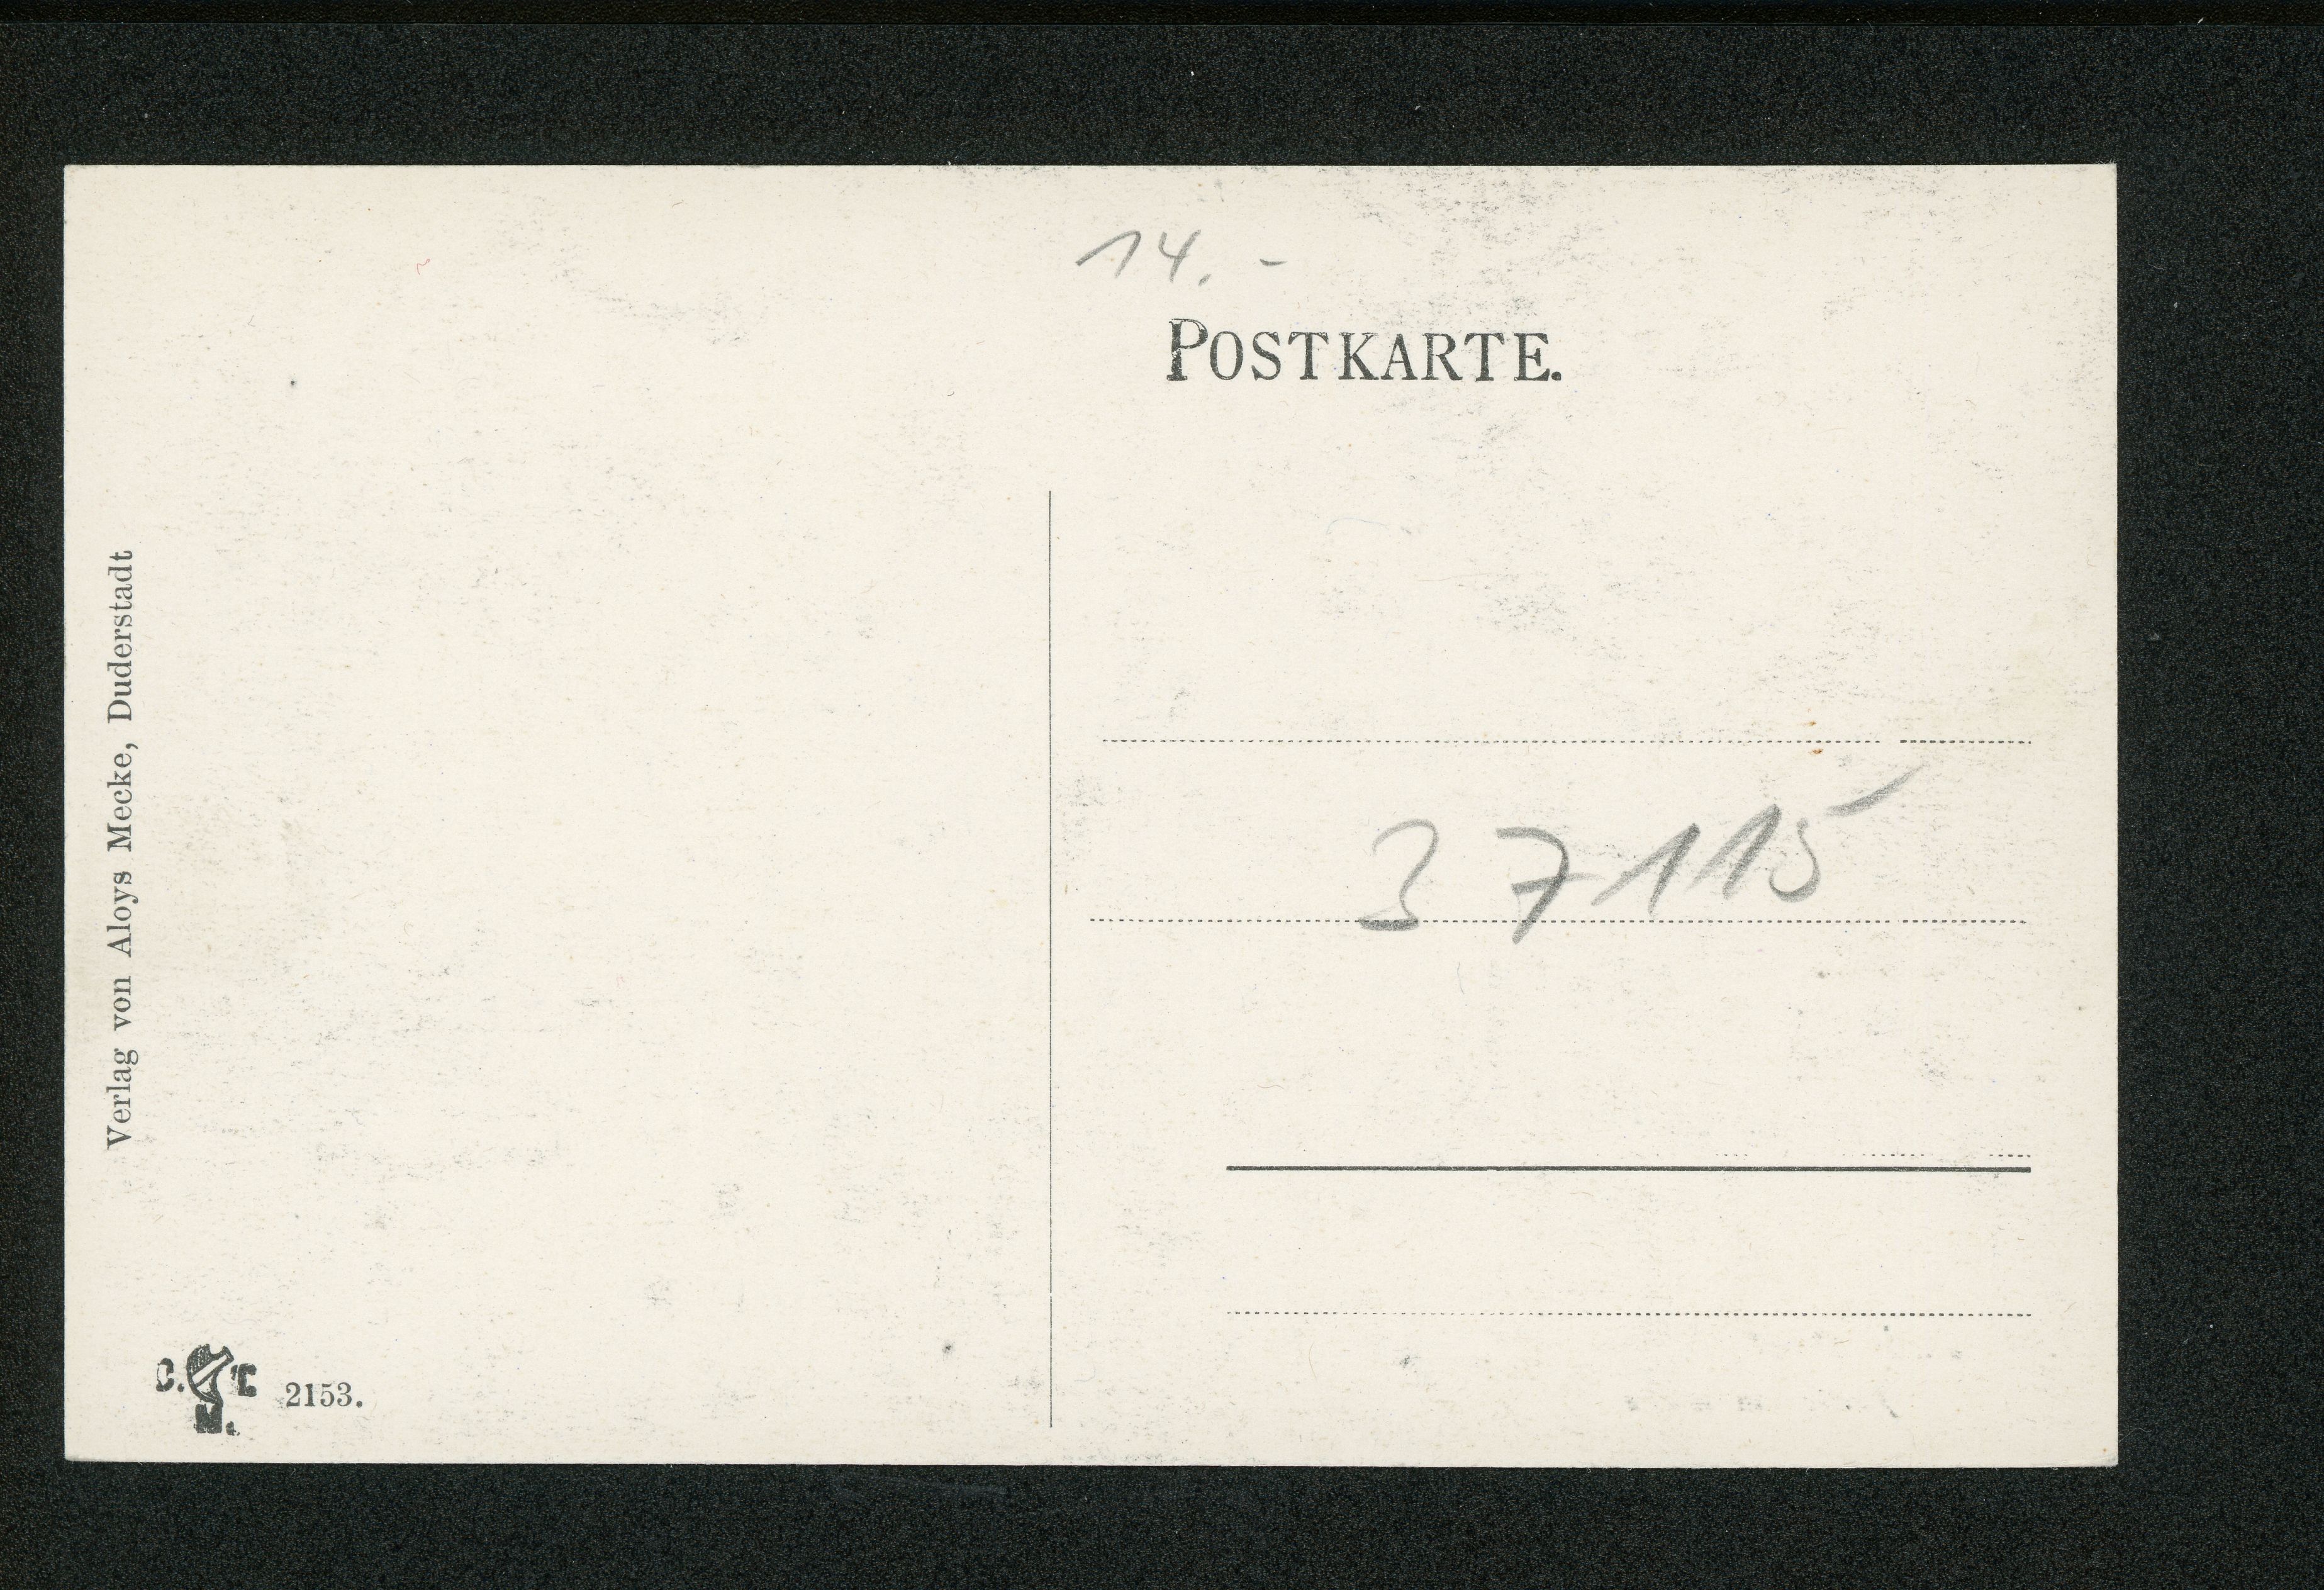 14. -
POSTKARTE.
Verlag von Aloys Mecke, Duderstadt
37115
2153.